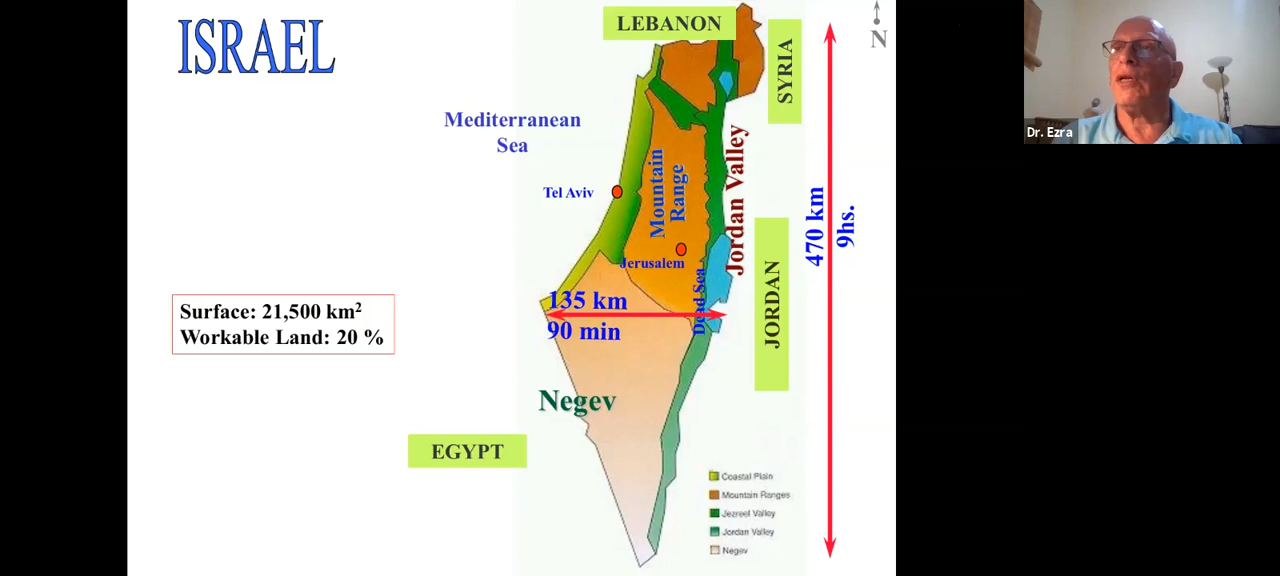 ISRAEL
LEBANON
N
SYRIA
Dr. Ezra
Mediterranean
Sea
Tel Aviv
Mountain
Range
Jordan Valley
470 km
9hs.
Jerusalem
Dead Sea
JORDAN
135 km
90 min
Surface: 21,500 km²
Workable Land: 20 %
Negev
EGYPT
Coastal Plain
Mountain Ranges
Jezreel Valley
Jordan Valley
Negev